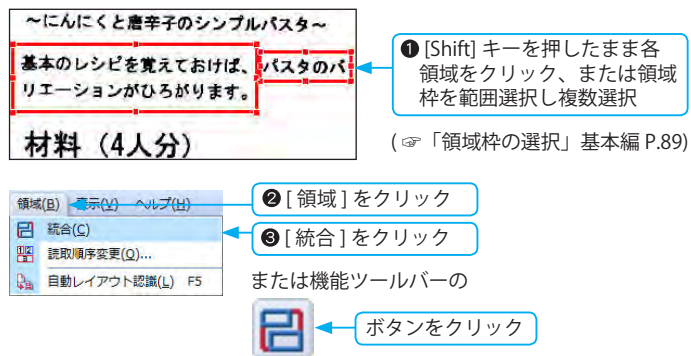 ~にんにくと唐辛子のシンプルパスタ~
基本のレシピを覚えておけば、パスタのバ
リエーションがひろがります。
材料（4人分）
❶ [Shift] キーを押したまま各
領域をクリック、または領域
枠を範囲選択し複数選択
( ☞「領域枠の選択」基本編 P.89)
領域(B) 表示(V) ヘルプ(H)
統合(C)
読取順序変更(Q)...
自動レイアウト認識(L) F5
❷ [ 領域 ] をクリック
❸ [ 統合 ] をクリック
または機能ツールバーの
ボタンをクリック